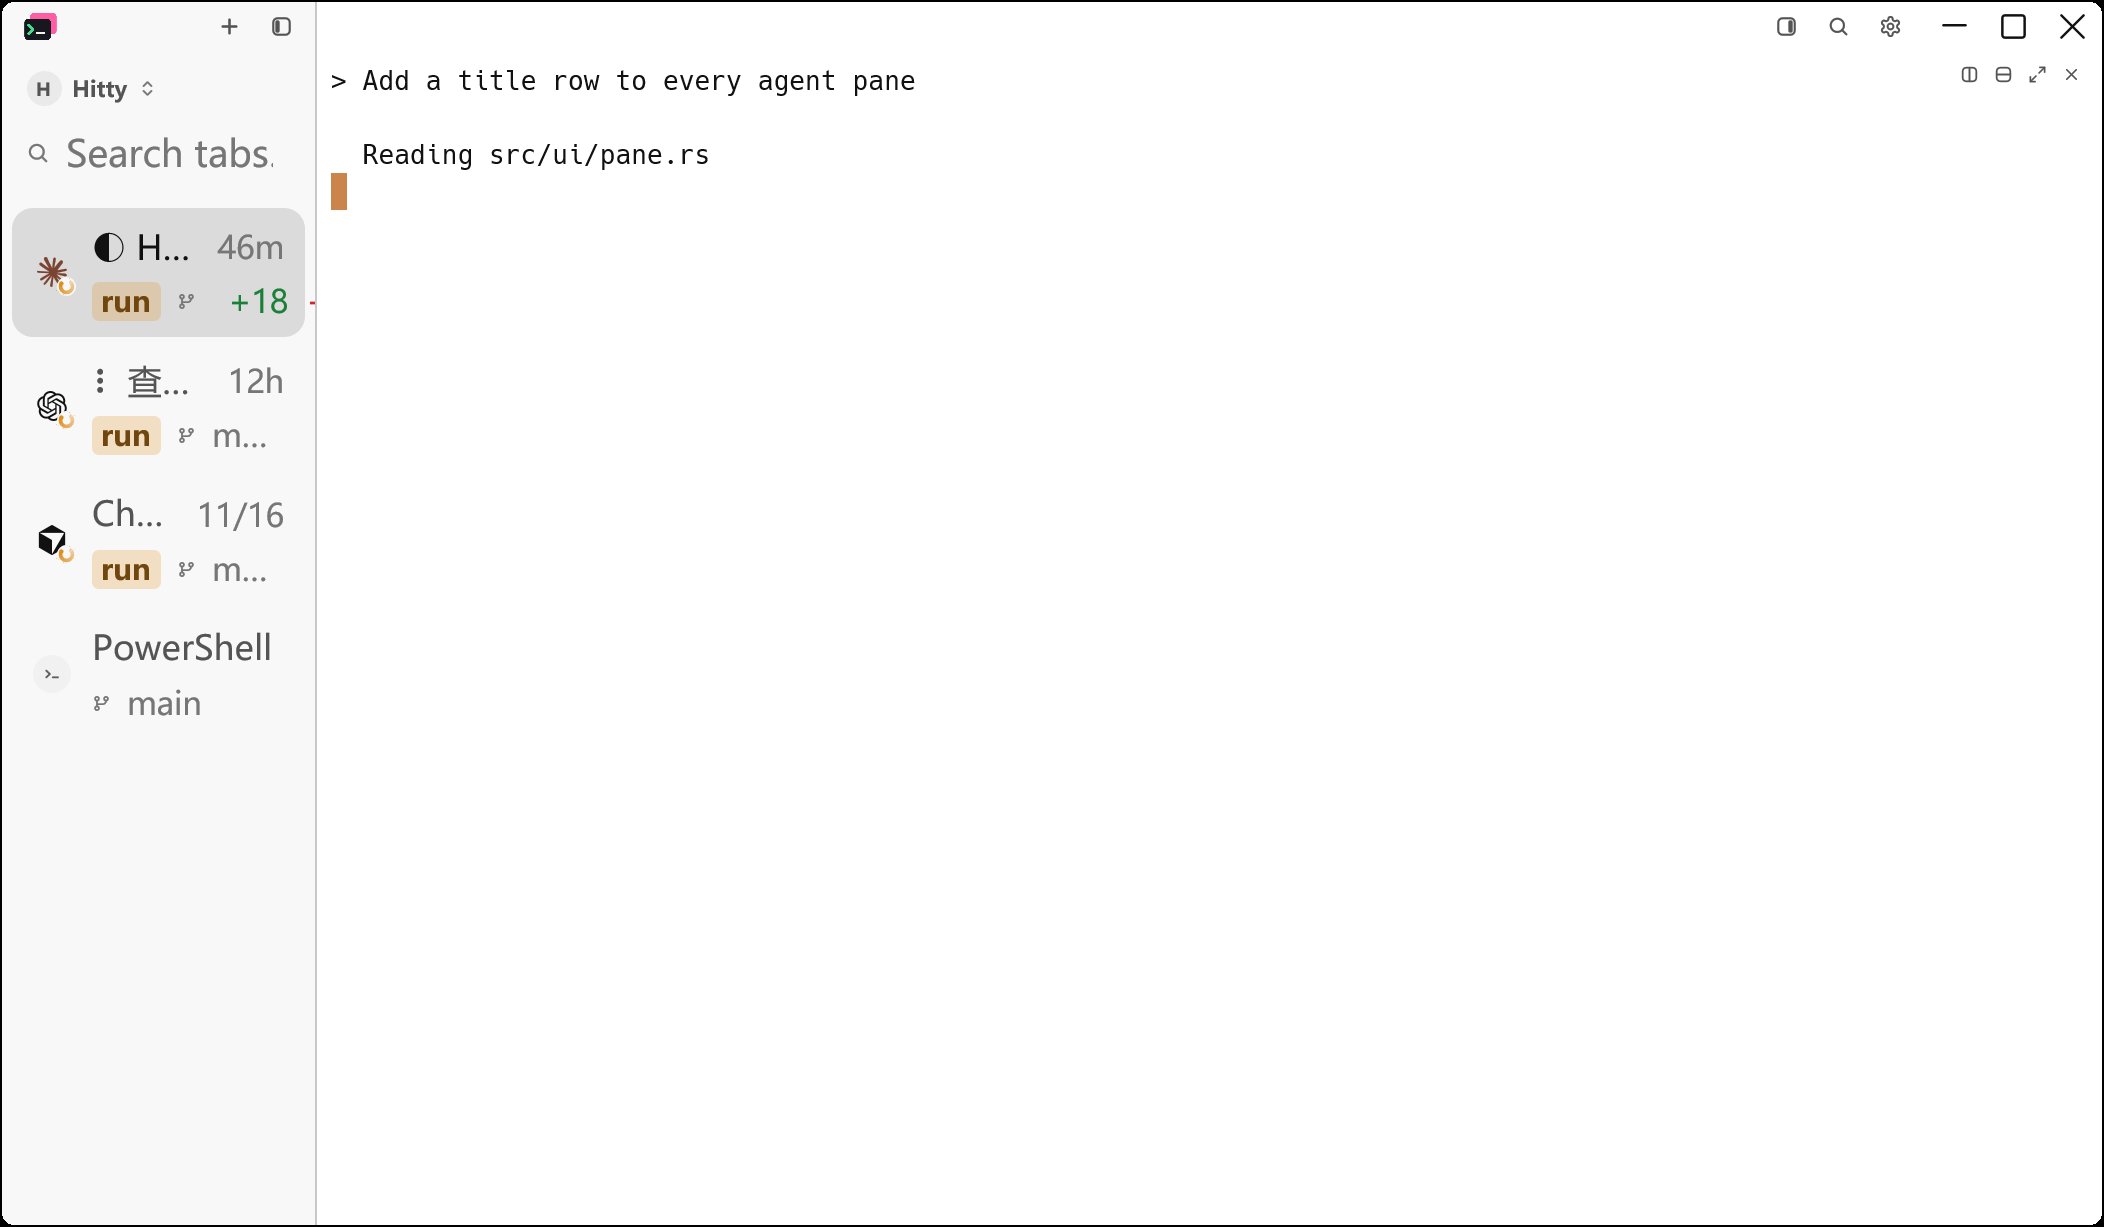 H Hitty
Search tabs.
H... 46m
run +18 -
查... 12h
run m...
Ch... 11/16
run m...
PowerShell
main
> Add a title row to every agent pane
Reading src/ui/pane.rs